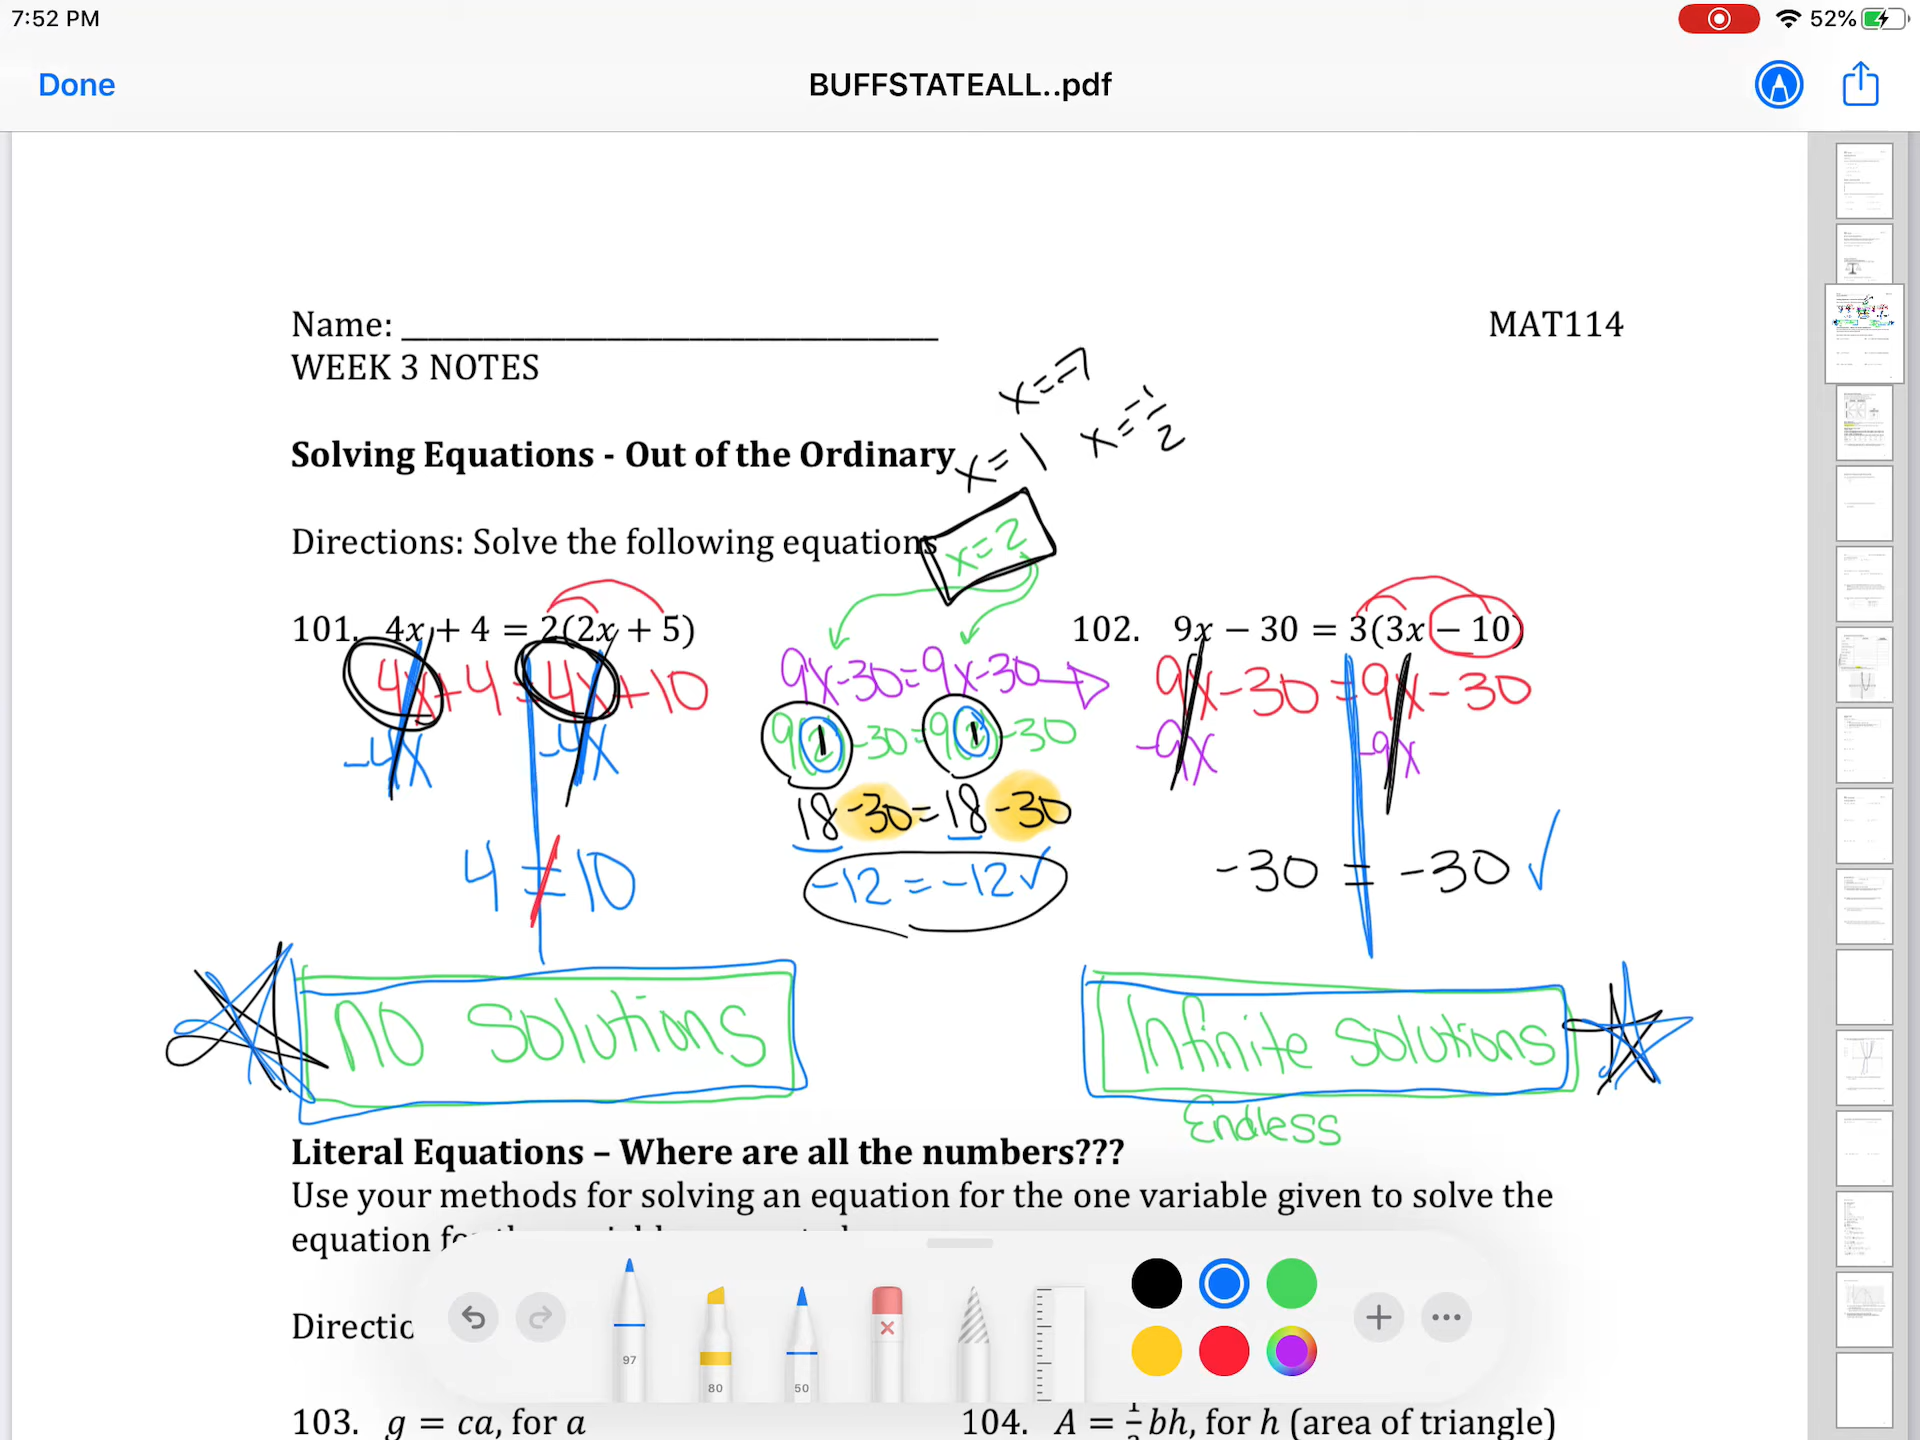 7:52 PM
52%
Done
BUFFSTATEALL..pdf
Name: ______________________
MAT114
WEEK 3 NOTES
x=-7
x=-1/2
Solving Equations - Out of the Ordinary
x=1
Directions: Solve the following equations
x=2
101. 4x + 4 = 2(2x + 5)
4x+4=4x+10
-4x -4x
4≠10
No Solutions
9x-30=9x-30
-30=9 -30
18-30=18-30
-12=-12✓
102. 9x − 30 = 3(3x − 10)
9x-30=9x-30
-9x -9x
-30=-30✓
Infinite Solutions
Endless
Literal Equations – Where are all the numbers???
Use your methods for solving an equation for the one variable given to solve the
equation
Directio
97
80
50
103. g = ca, for a
104. A = bh, for h (area of triangle)